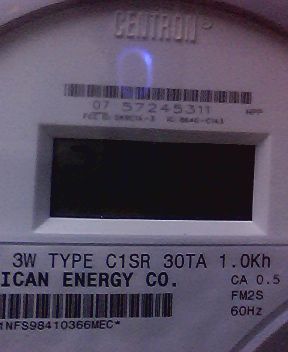 CENTRON®
07 57245311
3W TYPE C1SR 30TA 1.0Kh
ICAN ENERGY CO.
CA 0.5
FM2S
60Hz
1NFS98410366MEC*